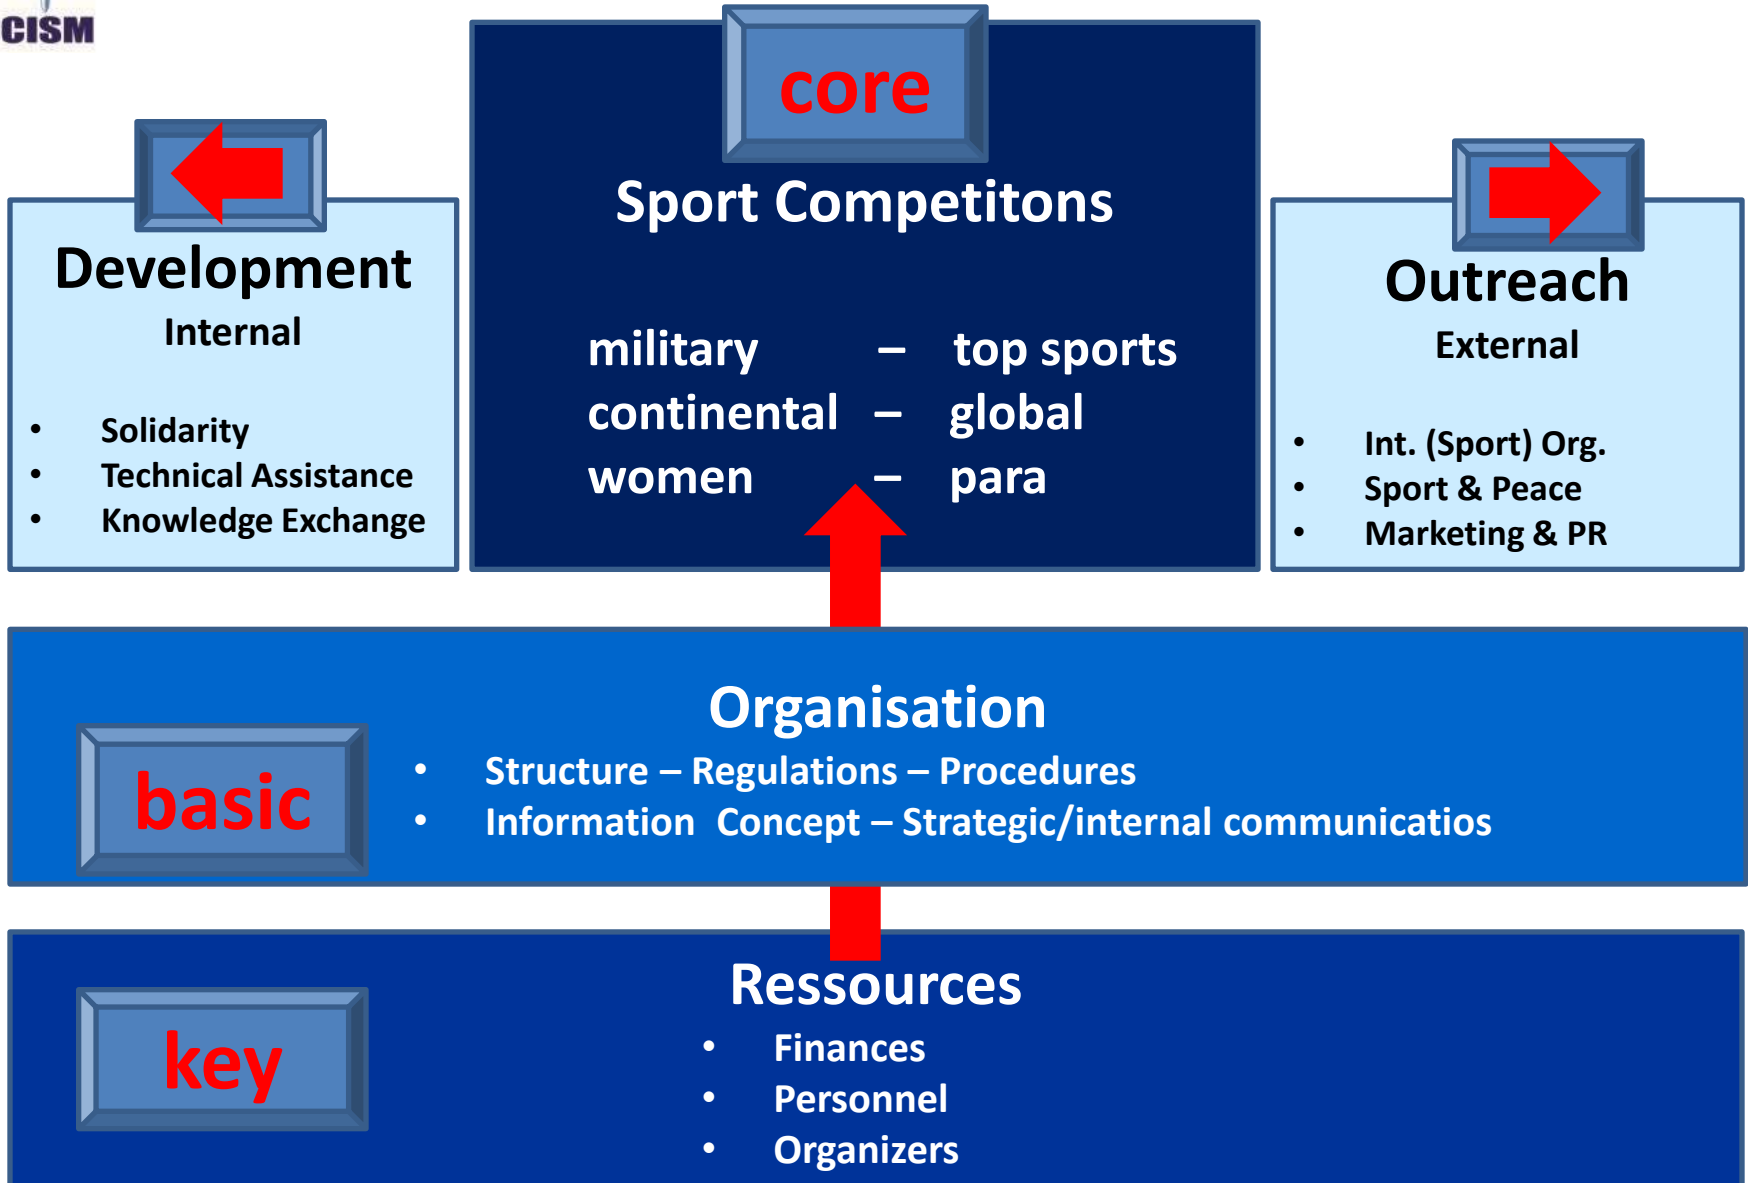 CISM
core
Sport Competitons
military – top sports
continental – global
women – para
Development
Internal
• Solidarity
• Technical Assistance
• Knowledge Exchange
Outreach
External
• Int. (Sport) Org.
• Sport & Peace
• Marketing & PR
Organisation
basic
• Structure – Regulations – Procedures
• Information Concept – Strategic/internal communicatios
Ressources
key
• Finances
• Personnel
• Organizers